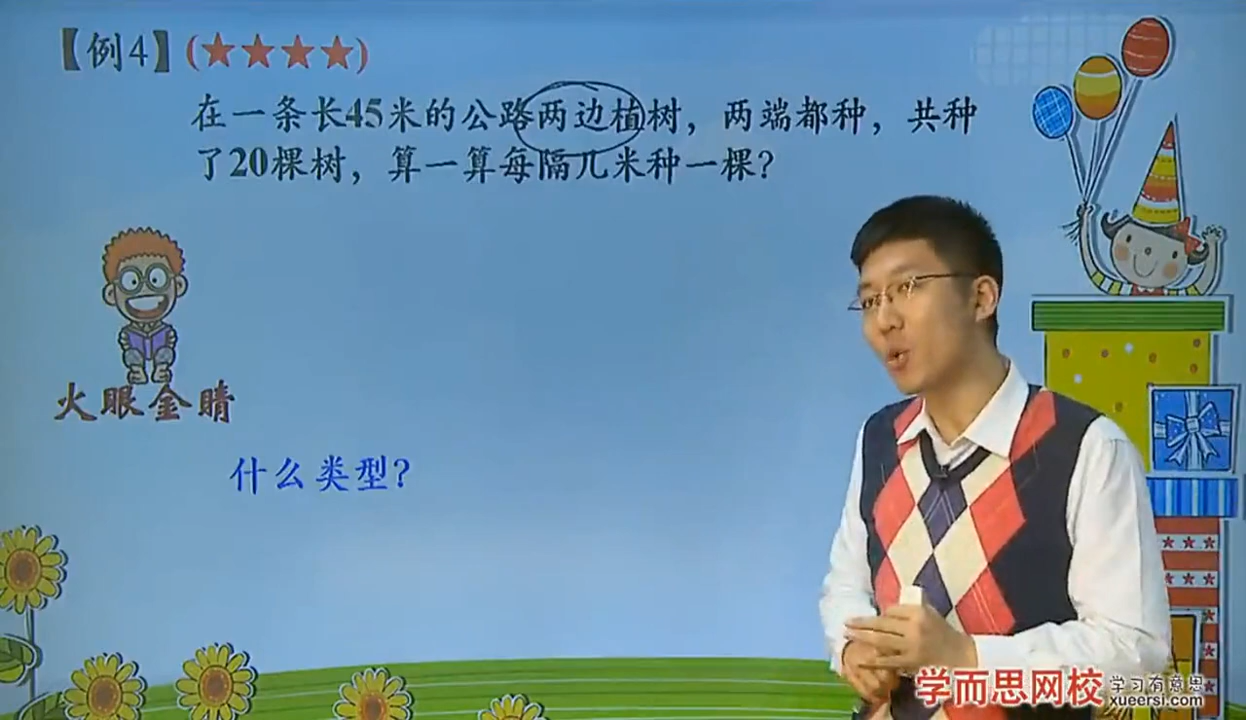 【例4】(★★★★)
在一条长45米的公路两边植树，两端都种，共种
了20棵树，算一算每隔几米种一棵？
火眼金睛
什么类型？
学而思网校 学习有意思
xueersi.com